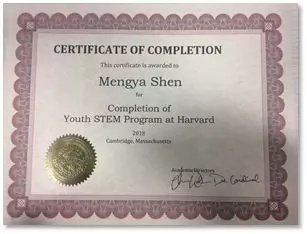 CERTIFICATE OF COMPLETION
This certificate is awarded to
Mengya Shen
for
Completion of
Youth STEM Program at Harvard
2018
Cambridge, Massachusetts
Academic Directors